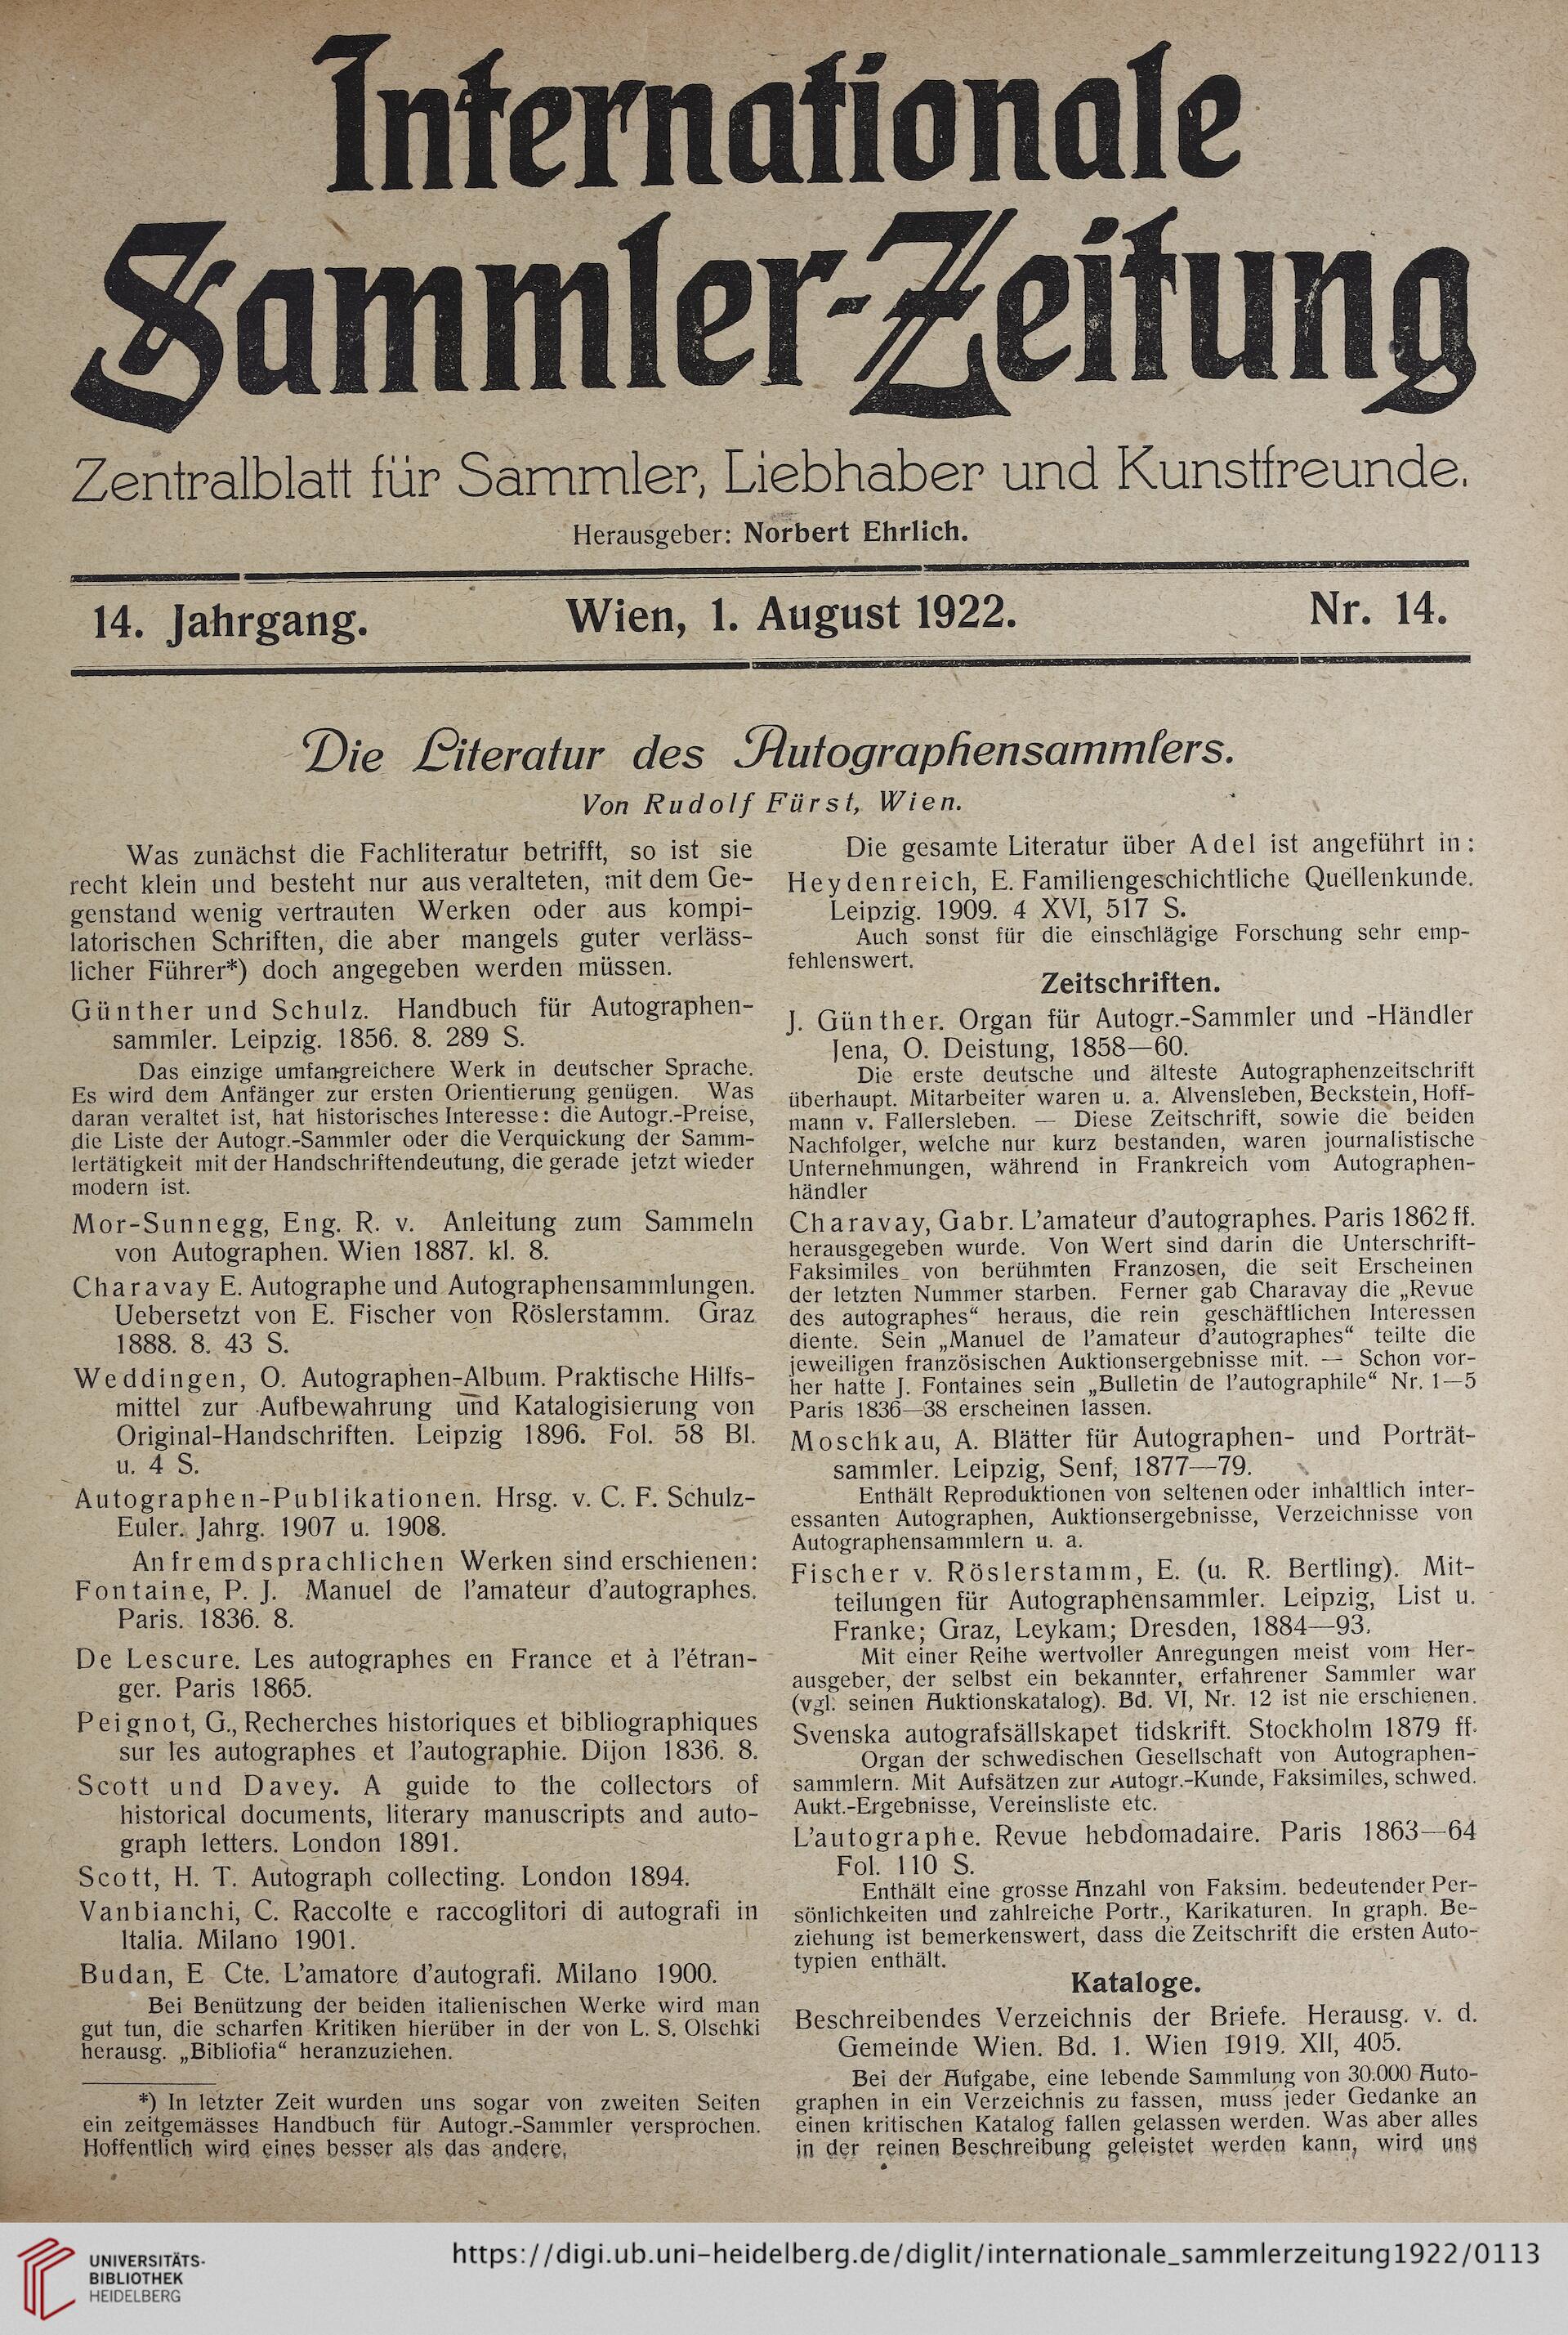 Internationale
Sammler-Zeitung
Zentralblatt für Sammler, Liebhaber und Kunstfreunde.
Herausgeber: Norbert Ehrlich.
14. Jahrgang.
Wien, 1. August 1922.
Nr. 14.
Die Literatur des Autographensammlers.
Von Rudolf Fürst, Wien.
Was zunächst die Fachliteratur betrifft, so ist sie
recht klein und besteht nur aus veralteten, mit dem Ge-
genstand wenig vertrauten Werken oder aus kompi-
latorischen Schriften, die aber mangels guter verläss-
licher Führer*) doch angegeben werden müssen.
Günther und Schulz. Handbuch für Autographen-
sammler. Leipzig. 1856. 8. 289 S.
Das einzige umfangreichere Werk in deutscher Sprache.
Es wird dem Anfänger zur ersten Orientierung genügen. Was
daran veraltet ist, hat historisches Interesse: die Autogr.-Preise,
die Liste der Autogr.-Sammler oder die Verquickung der Samm-
lertätigkeit mit der Handschriftendeutung, die gerade jetzt wieder
modern ist.
Mor-Sunnegg, Eng. R. v. Anleitung zum Sammeln
von Autographen. Wien 1887. kl. 8.
Charavay E. Autographe und Autographensammlungen.
Uebersetzt von E. Fischer von Röslerstamm. Graz
1888. 8. 43 S.
Weddingen, O. Autographen-Album. Praktische Hilfs-
mittel zur Aufbewahrung und Katalogisierung von
Original-Handschriften. Leipzig 1896. Fol. 58 Bl.
u. 4 S.
Autographen-Publikationen. Hrsg. v. C. F. Schulz-
Euler. Jahrg. 1907 u. 1908.
An fremdsprachlichen Werken sind erschienen:
Fontaine, P. J. Manuel de l'amateur d'autographes.
Paris. 1836. 8.
De Lescure. Les autographes en France et à l'étran-
ger. Paris 1865.
Peignot, G., Recherches historiques et bibliographiques
sur les autographes et l'autographie. Dijon 1836. 8.
Scott und Davey. A guide to the collectors of
historical documents, literary manuscripts and auto-
graph letters. London 1891.
Scott, H. T. Autograph collecting. London 1894.
Vanbianchi, C. Raccolte e raccoglitori di autografi in
Italia. Milano 1901.
Budan, E Cte. L'amatore d'autografi. Milano 1900.
Bei Benützung der beiden italienischen Werke wird man
gut tun, die scharfen Kritiken hierüber in der von L. S. Olschki
herausg. „Bibliofia“ heranzuziehen.
*) In letzter Zeit wurden uns sogar von zweiten Seiten
ein zeitgemässes Handbuch für Autogr.-Sammler versprochen.
Hoffentlich wird eines besser als das andere,
Die gesamte Literatur über Adel ist angeführt in:
Heydenreich, E. Familiengeschichtliche Quellenkunde.
Leipzig. 1909. 4 XVI, 517 S.
Auch sonst für die einschlägige Forschung sehr emp-
fehlenswert.
Zeitschriften.
J. Günther. Organ für Autogr.-Sammler und -Händler
Jena, O. Deistung, 1858—60.
Die erste deutsche und älteste Autographenzeitschrift
überhaupt. Mitarbeiter waren u. a. Alvensleben, Beckstein, Hoff-
mann v. Fallersleben. — Diese Zeitschrift, sowie die beiden
Nachfolger, welche nur kurz bestanden, waren journalistische
Unternehmungen, während in Frankreich vom Autographen-
händler
Charavay, Gabr. L'amateur d'autographes. Paris 1862 ff.
herausgegeben wurde. Von Wert sind darin die Unterschrift-
Faksimiles von berühmten Franzosen, die seit Erscheinen
der letzten Nummer starben. Ferner gab Charavay die „Revue
des autographes“ heraus, die rein geschäftlichen Interessen
diente. Sein „Manuel de l'amateur d'autographes“ teilte die
jeweiligen französischen Auktionsergebnisse mit. — Schon vor-
her hatte J. Fontaines sein „Bulletin de l'autographile“ Nr. 1—5
Paris 1836—38 erscheinen lassen.
Moschkau, A. Blätter für Autographen- und Porträt-
sammler. Leipzig, Senf, 1877—79.
Enthält Reproduktionen von seltenen oder inhaltlich inter-
essanten Autographen, Auktionsergebnisse, Verzeichnisse von
Autographensammlern u. a.
Fischer v. Röslerstamm, E. (u. R. Bertling). Mit-
teilungen für Autographensammler. Leipzig, List u.
Franke; Graz, Leykam; Dresden, 1884—93.
Mit einer Reihe wertvoller Anregungen meist vom Her-
ausgeber, der selbst ein bekannter, erfahrener Sammler war
(vgl. seinen Auktionskatalog). Bd. VI, Nr. 12 ist nie erschienen.
Svenska autografsällskapet tidskrift. Stockholm 1879 ff.
Organ der schwedischen Gesellschaft von Autographen-
sammlern. Mit Aufsätzen zur Autogr.-Kunde, Faksimiles, schwed.
Aukt.-Ergebnisse, Vereinsliste etc.
L'autographe. Revue hebdomadaire. Paris 1863—64
Fol. 110 S.
Enthält eine grosse Anzahl von Faksim. bedeutender Per-
sönlichkeiten und zahlreiche Portr., Karikaturen. In graph. Be-
ziehung ist bemerkenswert, dass die Zeitschrift die ersten Auto-
typien enthält.
Kataloge.
Beschreibendes Verzeichnis der Briefe. Herausg. v. d.
Gemeinde Wien. Bd. 1. Wien 1919. XII, 405.
Bei der Aufgabe, eine lebende Sammlung von 30.000 Auto-
graphen in ein Verzeichnis zu fassen, muss jeder Gedanke an
einen kritischen Katalog fallen gelassen werden. Was aber alles
in der reinen Beschreibung geleistet werden kann, wird uns
UNIVERSITÄTS-
BIBLIOTHEK
HEIDELBERG
https://digi.ub.uni-heidelberg.de/diglit/internationale_sammlerzeitung1922/0113